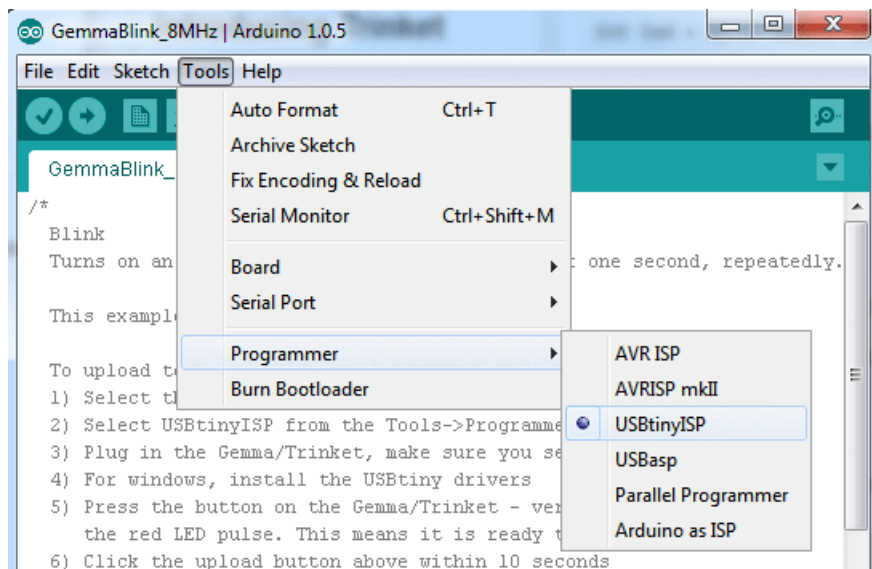 GemmaBlink_8MHz | Arduino 1.0.5
File Edit Sketch Tools Help
Auto Format Ctrl+T
Archive Sketch
GemmaBlink_
Fix Encoding & Reload
/*
Serial Monitor Ctrl+Shift+M
Blink
Turns on an
Board
one second, repeatedly.
Serial Port
This exampl
Programmer
AVR ISP
To upload t
Burn Bootloader
AVRISP mkII
1) Select t
2) Select USBtinyISP from the Tools->Programme
USBtinyISP
3) Plug in the Gemma/Trinket, make sure you se
USBasp
4) For windows, install the USBtiny drivers
Parallel Programmer
5) Press the button on the Gemma/Trinket - ver
the red LED pulse. This means it is ready t
Arduino as ISP
6) Click the upload button above within 10 seconds